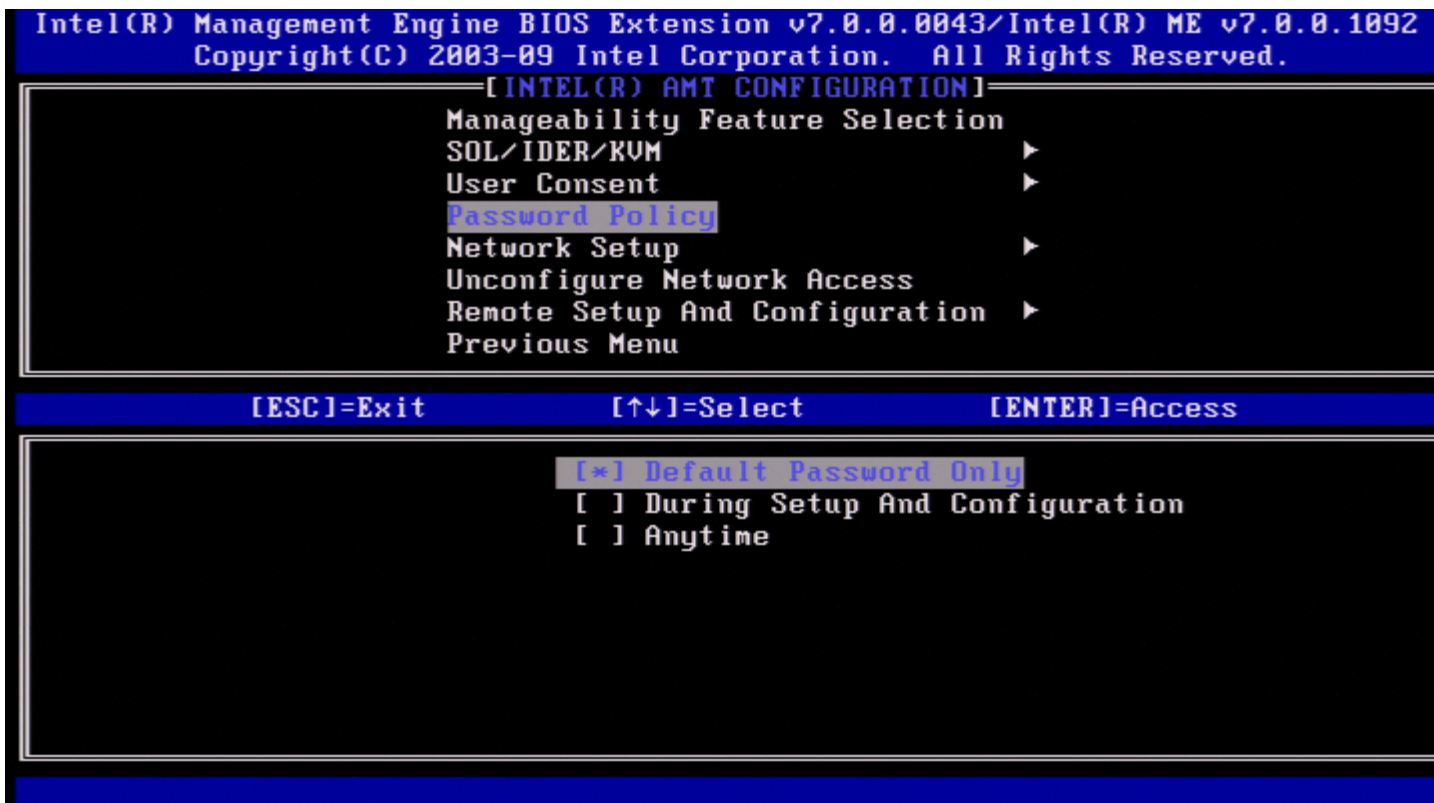 Intel(R) Management Engine BIOS Extension v7.0.0.0043/Intel(R) ME v7.0.0.1092
Copyright(C) 2003-09 Intel Corporation. All Rights Reserved.
[INTEL(R) AMT CONFIGURATION]
Manageability Feature Selection
SOL/IDER/KVM ►
User Consent ►
Password Policy
Network Setup ►
Unconfigure Network Access
Remote Setup And Configuration ►
Previous Menu
[ESC]=Exit [↑↓]=Select [ENTER]=Access
[*] Default Password Only
[ ] During Setup And Configuration
[ ] Anytime